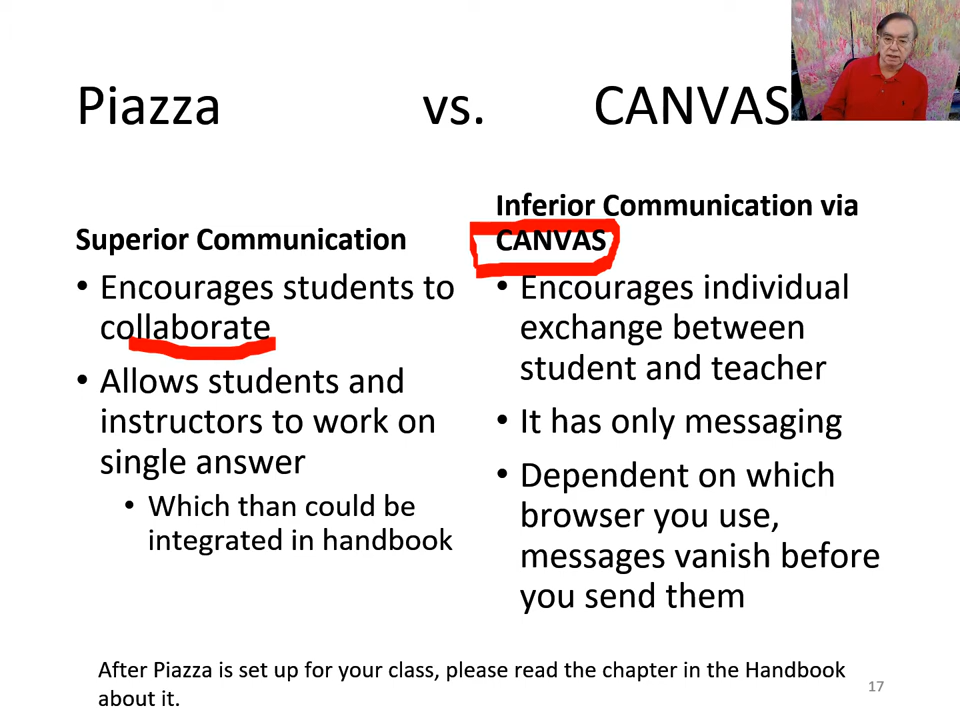 Piazza vs. CANVAS
Superior Communication
• Encourages students to
collaborate
• Allows students and
instructors to work on
single answer
• Which than could be
integrated in handbook
Inferior Communication via
CANVAS
• Encourages individual
exchange between
student and teacher
• It has only messaging
• Dependent on which
browser you use,
messages vanish before
you send them
After Piazza is set up for your class, please read the chapter in the Handbook
about it.
17